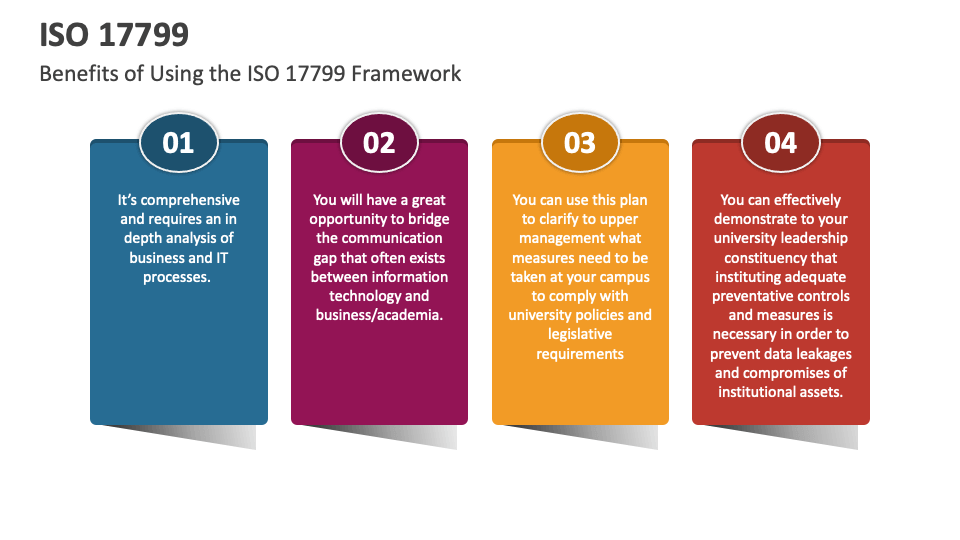 ISO 17799
Benefits of Using the ISO 17799 Framework
01
It’s comprehensive
and requires an in
depth analysis of
business and IT
processes.
02
You will have a great
opportunity to bridge
the communication
gap that often exists
between information
technology and
business/academia.
03
You can use this plan
to clarify to upper
management what
measures need to be
taken at your campus
to comply with
university policies and
legislative
requirements
04
You can effectively
demonstrate to your
university leadership
constituency that
instituting adequate
preventative controls
and measures is
necessary in order to
prevent data leakages
and compromises of
institutional assets.